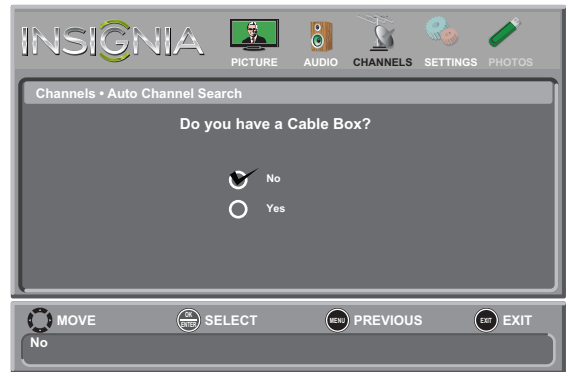 INSIGNIA
PICTURE AUDIO CHANNELS SETTINGS PHOTOS
Channels • Auto Channel Search
Do you have a Cable Box?
No
Yes
MOVE OK ENTER SELECT MENU PREVIOUS EXIT EXIT
No